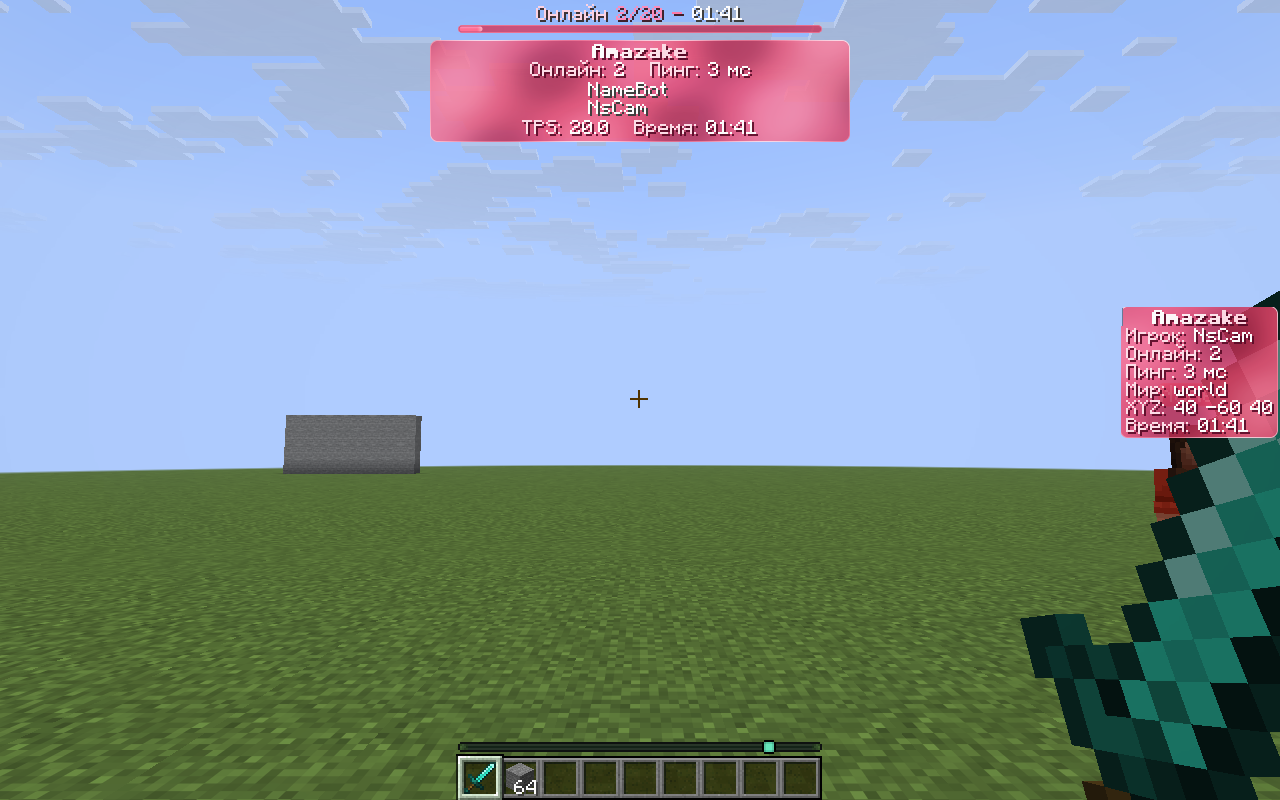 Онлайн 2/20 - 01:41
Amazake
Онлайн: 2 Пинг: 3 мс
NameBot
NsCam
TPS: 20.0 Время: 01:41
Amazake
Игрок: NsCam
Онлайн: 2
Пинг: 3 мс
Мир: world
XYZ: 40 -60 40
Время: 01:41
64